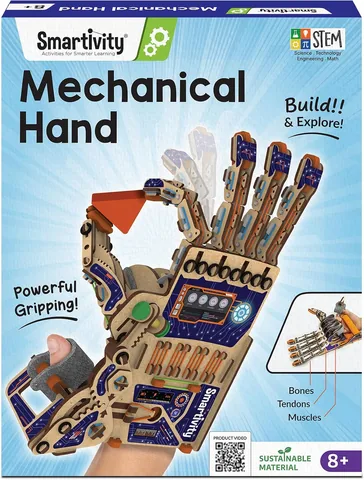 Smartivity®
Activities for Smarter Learning
STEM
Science . Technology
Engineering . Math
Mechanical
Hand
Build!!
& Explore!
Powerful
Gripping!
Smartivity
Bones
Tendons
Muscles
PRODUCT VIDEO
SUSTAINABLE
MATERIAL
8+